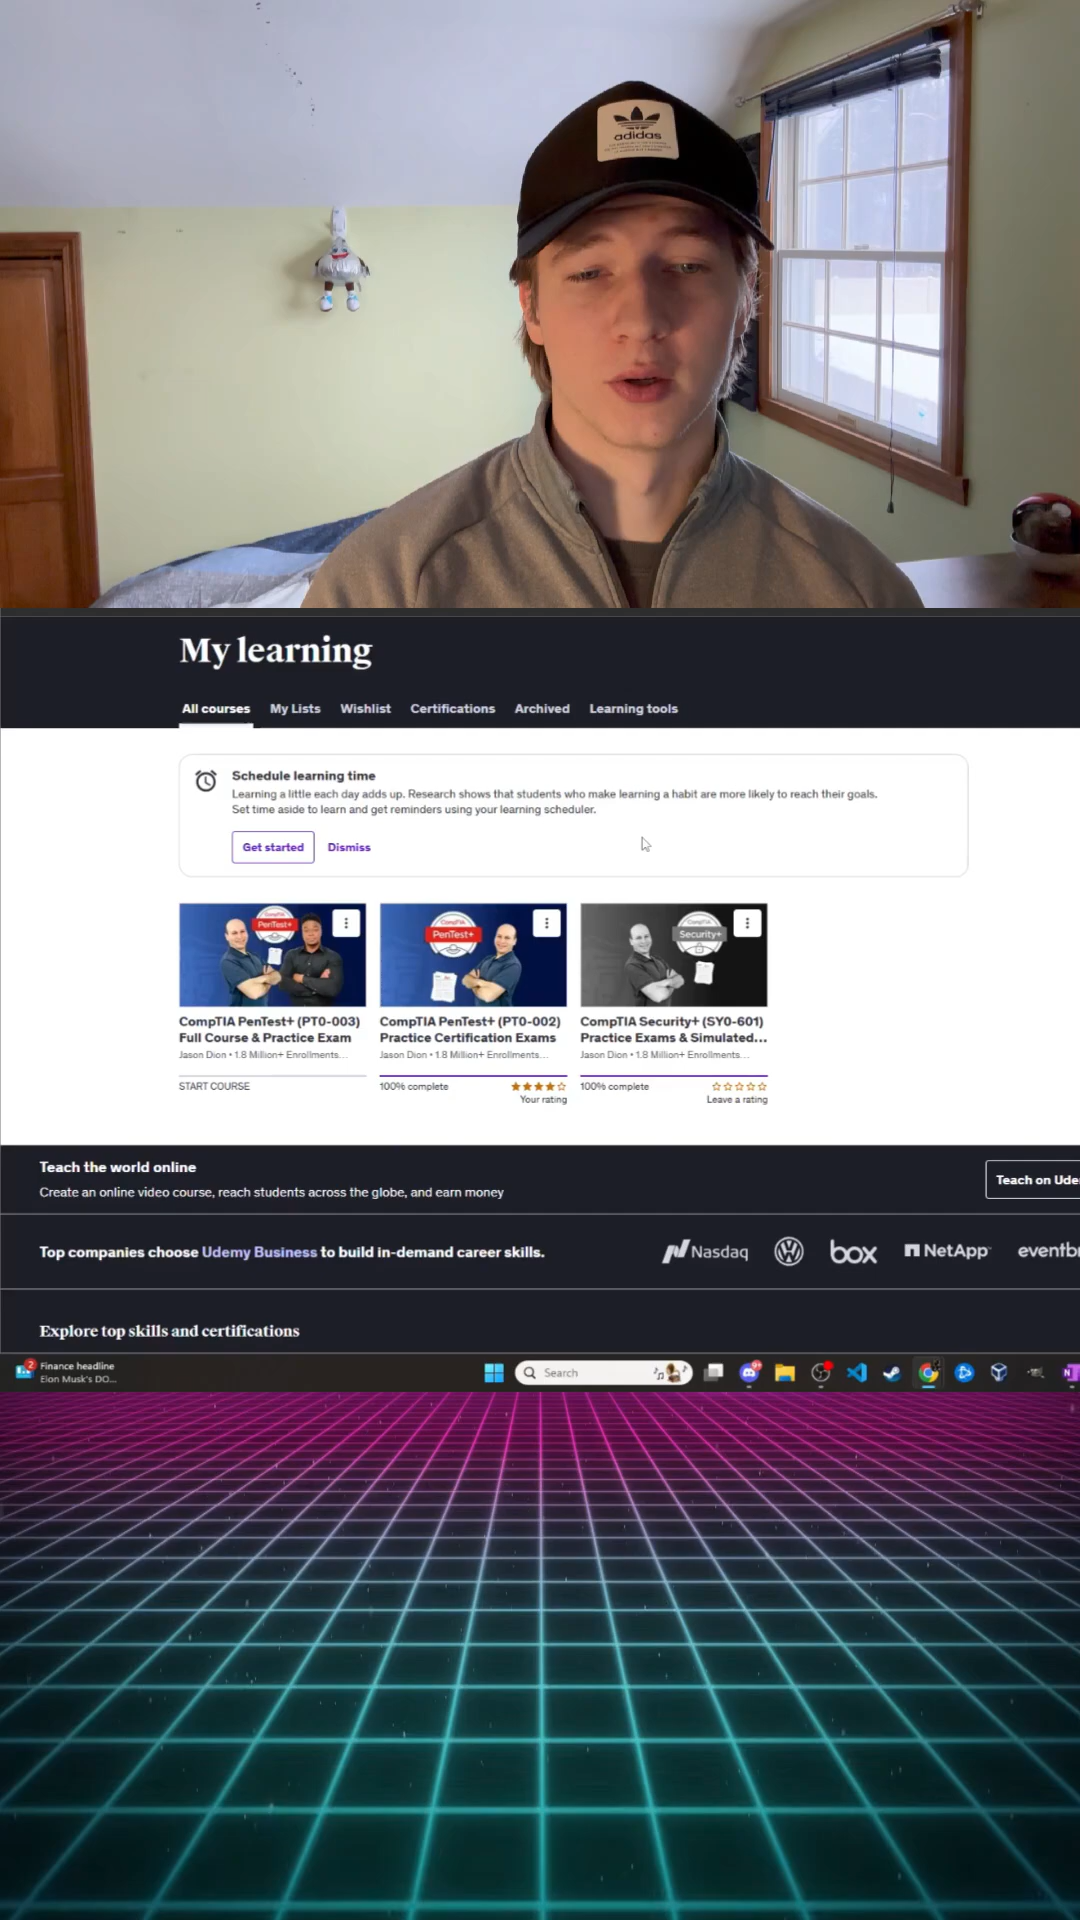 adidas
My learning
All courses
My Lists
Wishlist
Certifications
Archived
Learning tools
Schedule learning time
Learning a little each day adds up. Research shows that students who make learning a habit are more likely to reach their goals.
Set time aside to learn and get reminders using your learning scheduler.
Get started
Dismiss
CompTIA
PenTest+
CompTIA PenTest+ (PT0-003)
Full Course & Practice Exam
Jason Dion • 1.8 Million+ Enrollments...
START COURSE
CompTIA
PenTest+
CompTIA PenTest+ (PT0-002)
Practice Certification Exams
Jason Dion • 1.8 Million+ Enrollments...
100% complete
Your rating
CompTIA
Security+
CompTIA Security+ (SY0-601)
Practice Exams & Simulated...
Jason Dion • 1.8 Million+ Enrollments...
100% complete
Leave a rating
Teach the world online
Create an online video course, reach students across the globe, and earn money
Teach on Ude
Top companies choose Udemy Business to build in-demand career skills.
Nasdaq
box
NetApp
eventb
Explore top skills and certifications
2
Finance headline
Elon Musk's DO...
Search